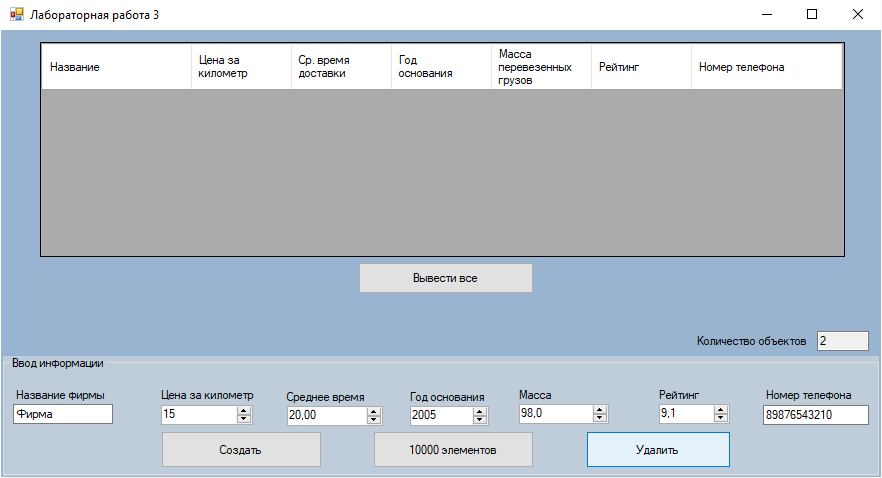 Лабораторная работа 3
Название
Цена за
километр
Ср. время
доставки
Год
основания
Масса
перевезенных
грузов
Рейтинг
Номер телефона
Вывести все
Количество объектов 2
Ввод информации
Название фирмы
Цена за километр
Среднее время
Год основания
Масса
Рейтинг
Номер телефона
Фирма
15
20,00
2005
98,0
9,1
89876543210
Создать
10000 элементов
Удалить